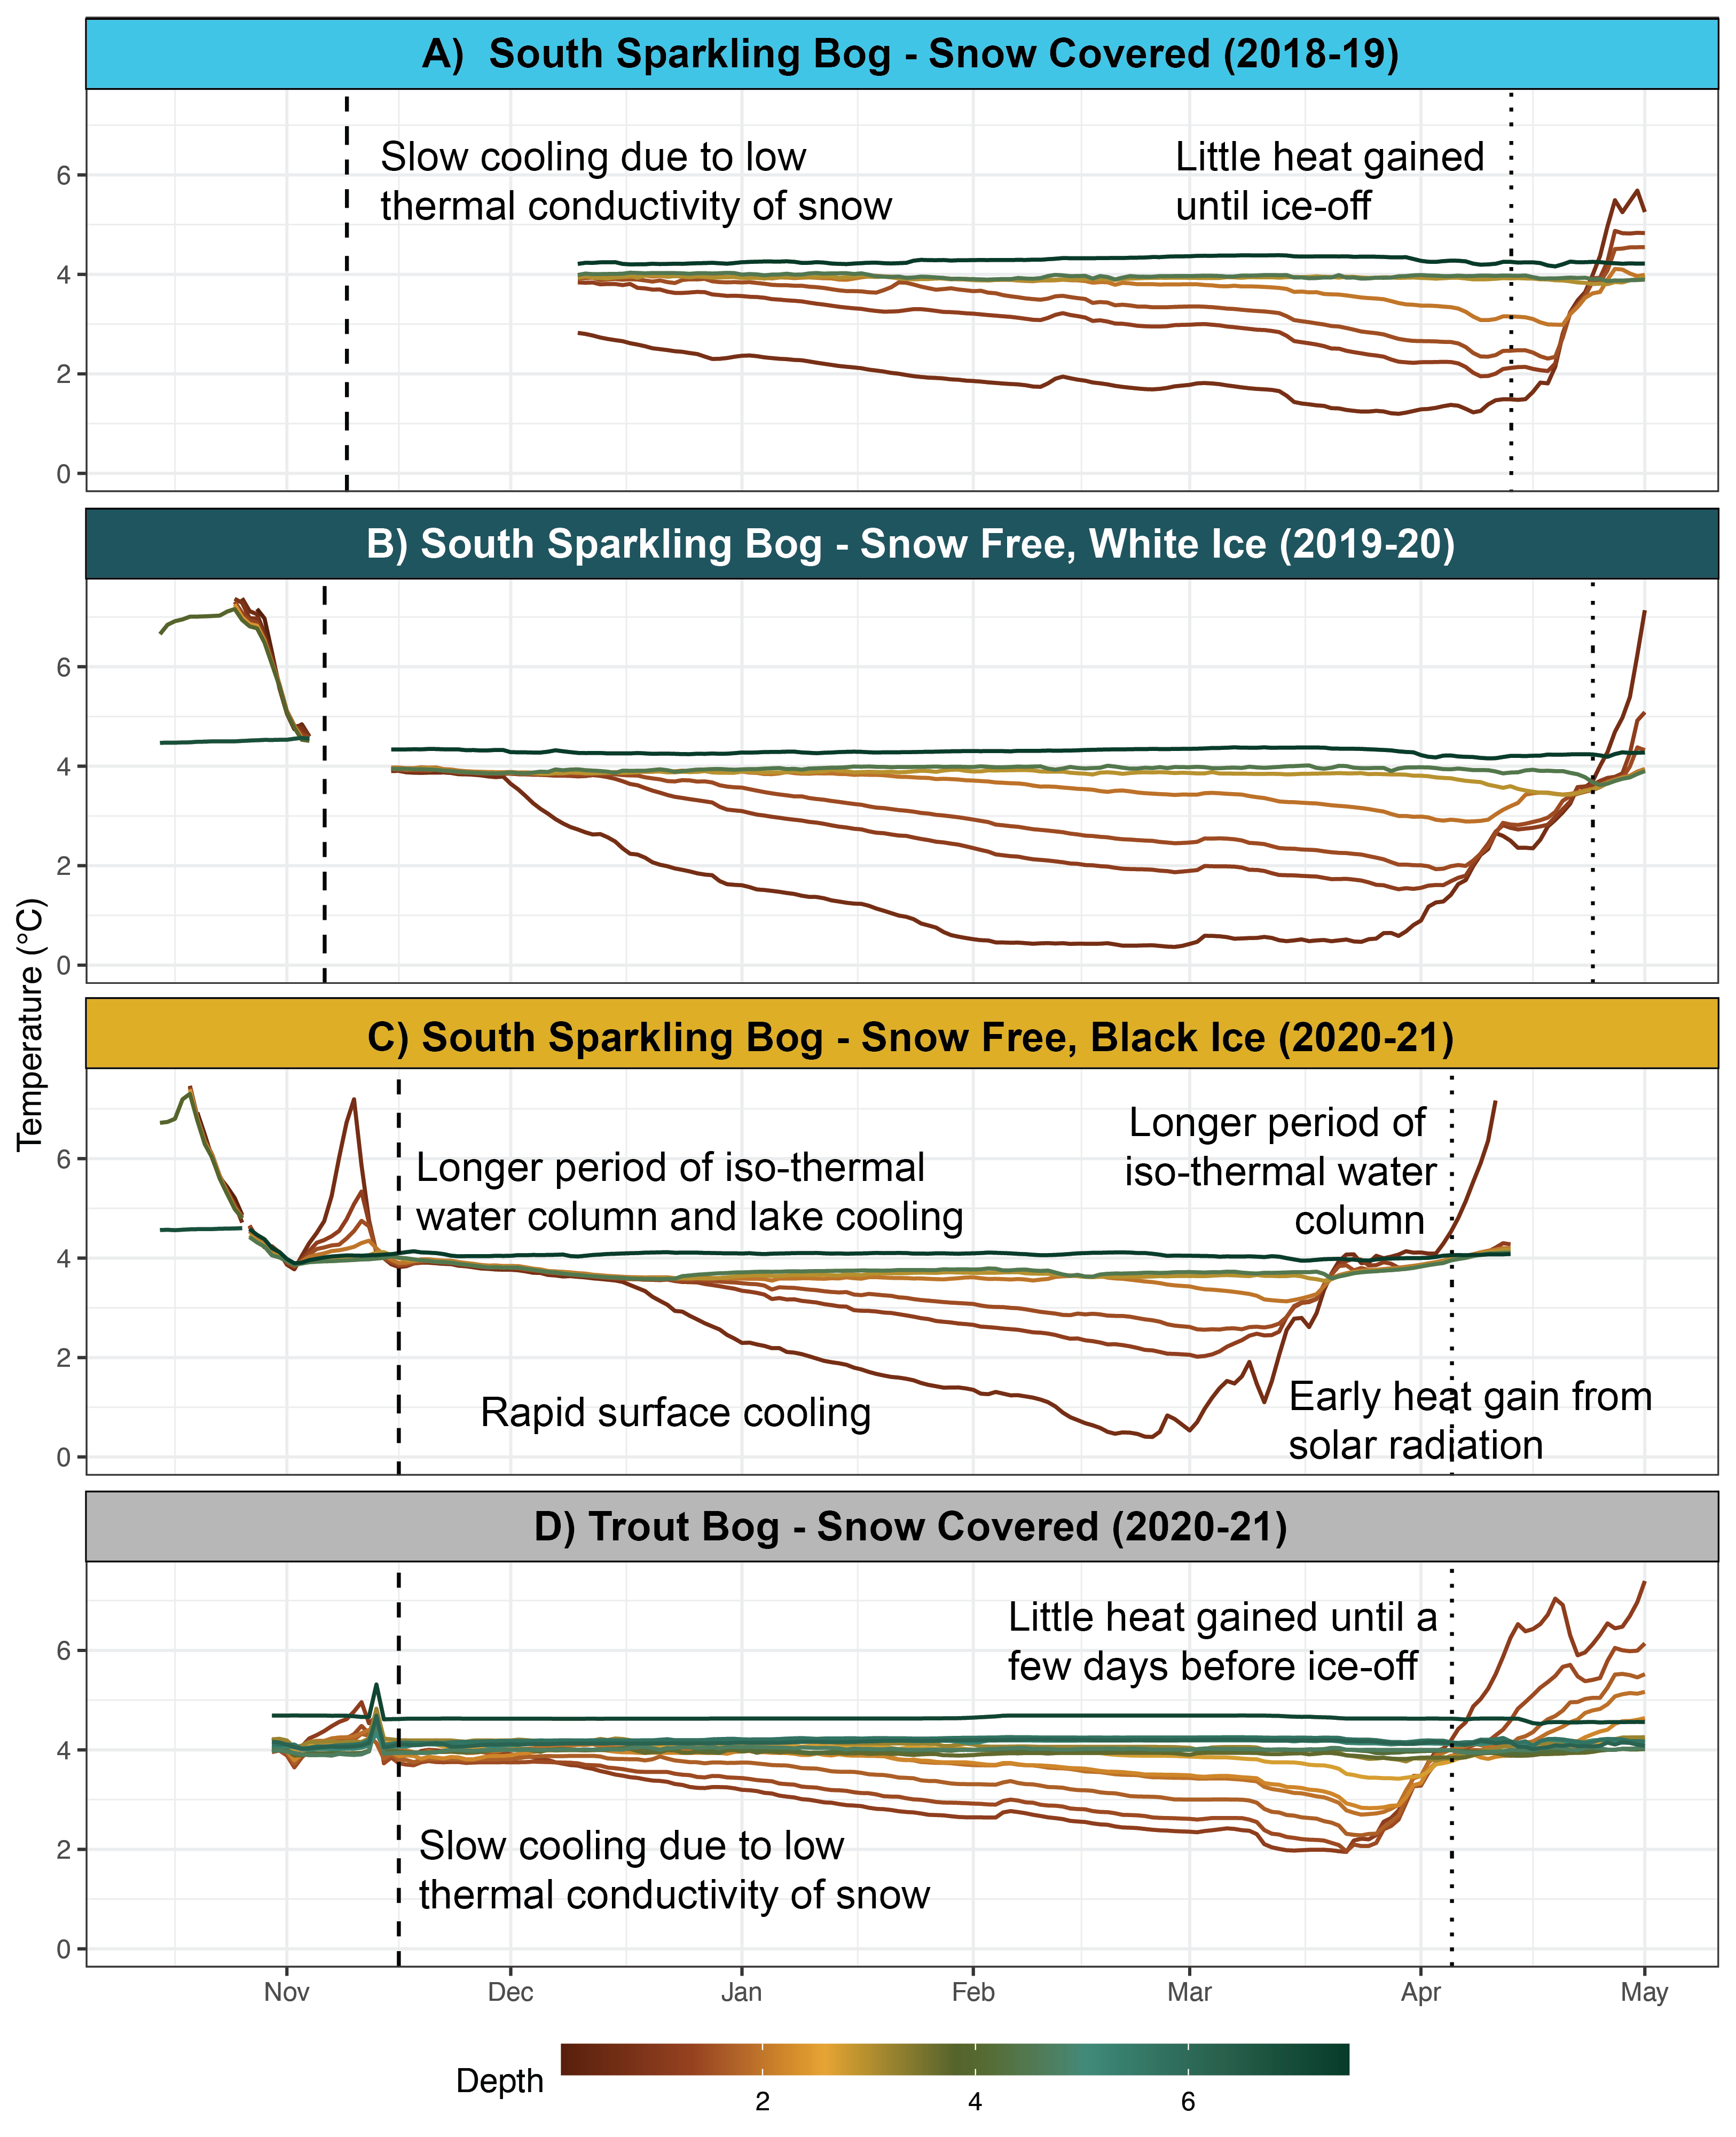 A) South Sparkling Bog - Snow Covered (2018-19)
Slow cooling due to low
thermal conductivity of snow
Little heat gained
until ice-off
6
4
2
0
B) South Sparkling Bog - Snow Free, White Ice (2019-20)
6
4
2
0
Temperature (°C)
C) South Sparkling Bog - Snow Free, Black Ice (2020-21)
Longer period of iso-thermal
water column and lake cooling
Longer period of
iso-thermal water
column
Rapid surface cooling
Early heat gain from
solar radiation
6
4
2
0
D) Trout Bog - Snow Covered (2020-21)
Little heat gained until a
few days before ice-off
Slow cooling due to low
thermal conductivity of snow
6
4
2
0
Nov Dec Jan Feb Mar Apr May
Depth
2 4 6